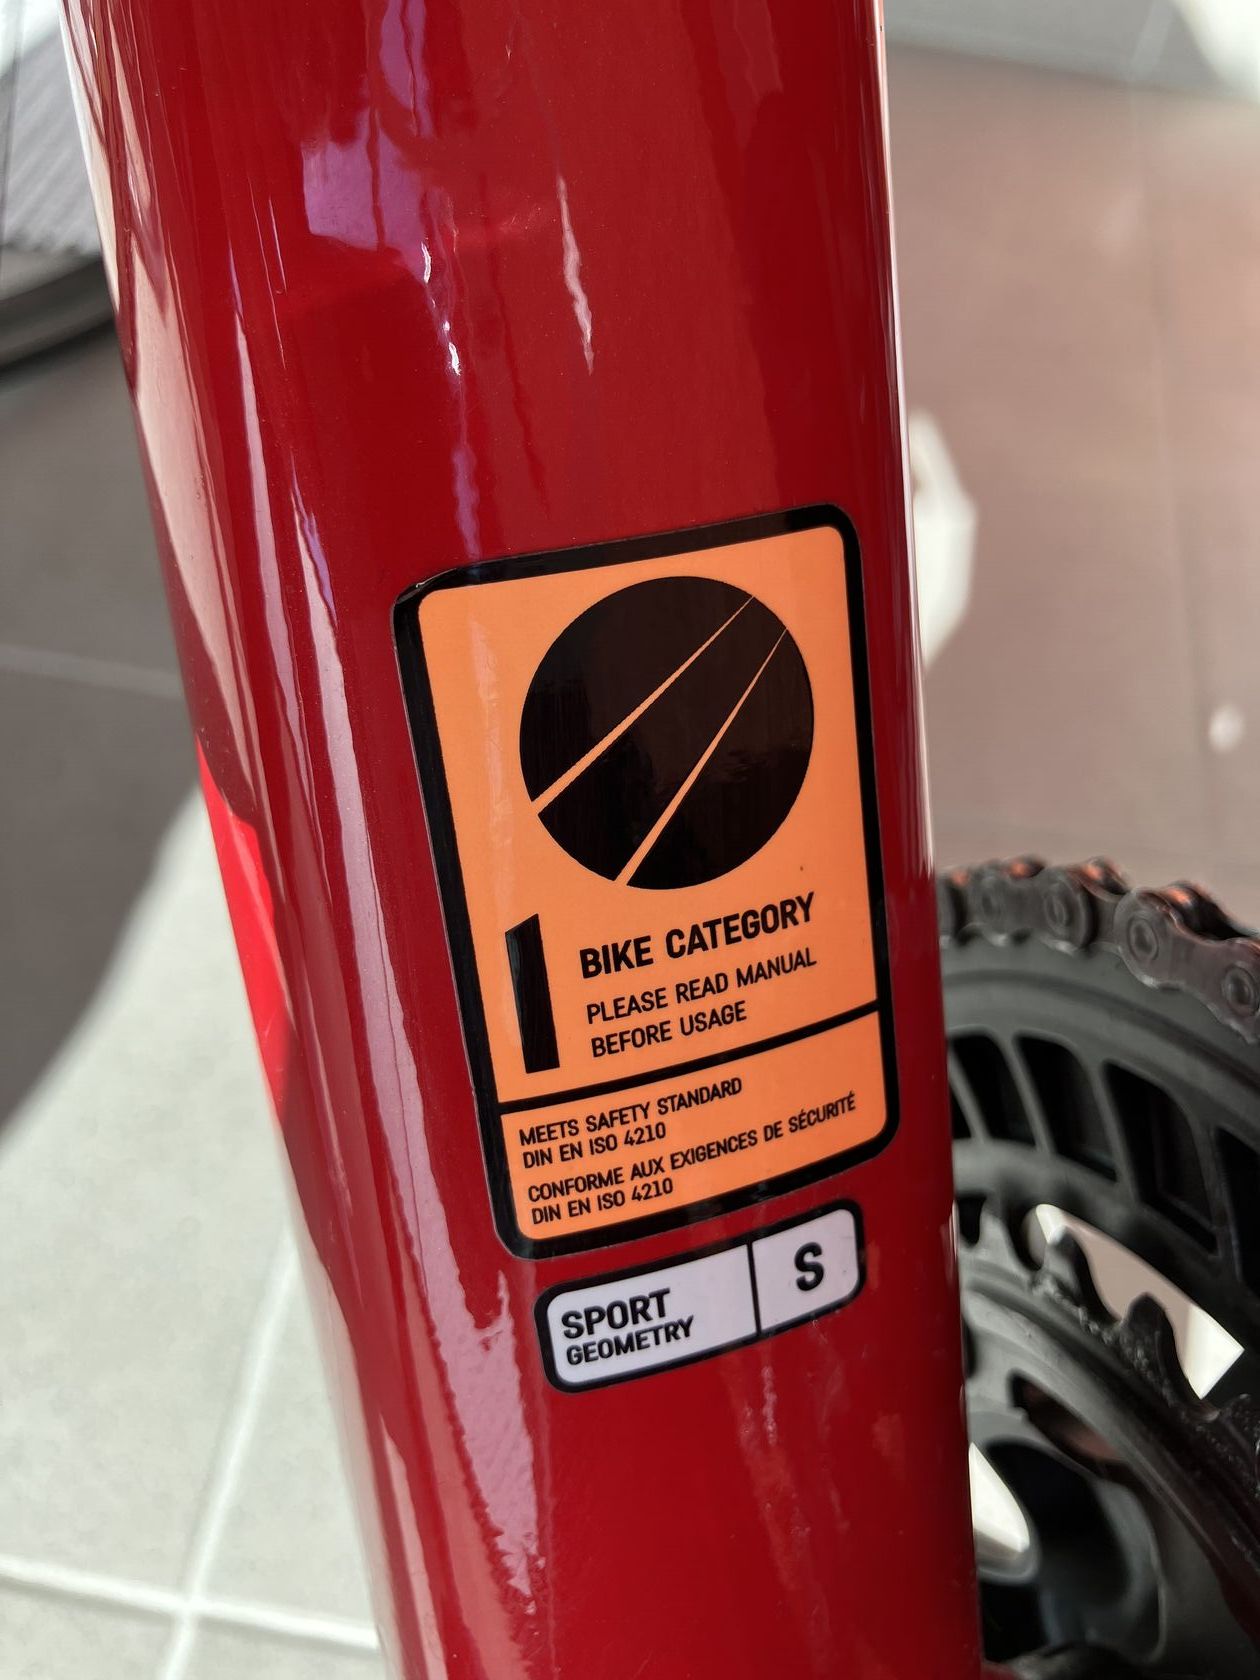 1
BIKE CATEGORY
PLEASE READ MANUAL
BEFORE USAGE
MEETS SAFETY STANDARD
DIN EN ISO 4210
CONFORME AUX EXIGENCES DE SÉCURITÉ
DIN EN ISO 4210
SPORT
GEOMETRY
S